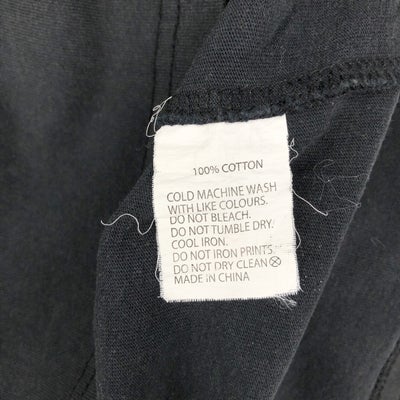 100% COTTON
COLD MACHINE WASH
WITH LIKE COLOURS.
DO NOT BLEACH.
DO NOT TUMBLE DRY.
COOL IRON.
DO NOT IRON PRINTS.
DO NOT DRY CLEAN
MADE IN CHINA